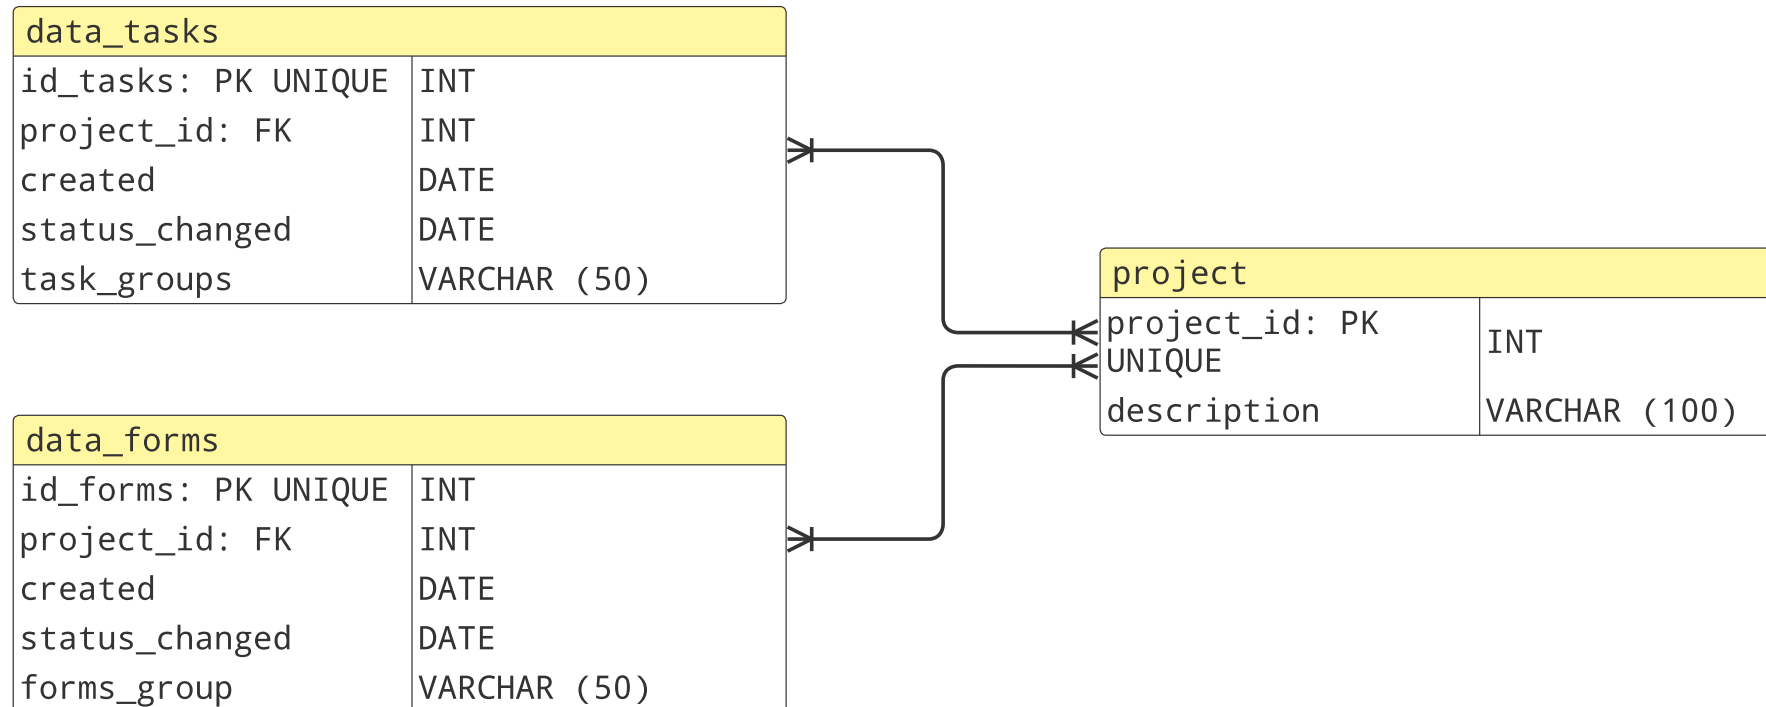 data_tasks
id_tasks: PK UNIQUE INT
project_id: FK INT
created DATE
status_changed DATE
task_groups VARCHAR (50)
project
project_id: PK
UNIQUE
INT
description VARCHAR (100)
data_forms
id_forms: PK UNIQUE INT
project_id: FK INT
created DATE
status_changed DATE
forms_group VARCHAR (50)